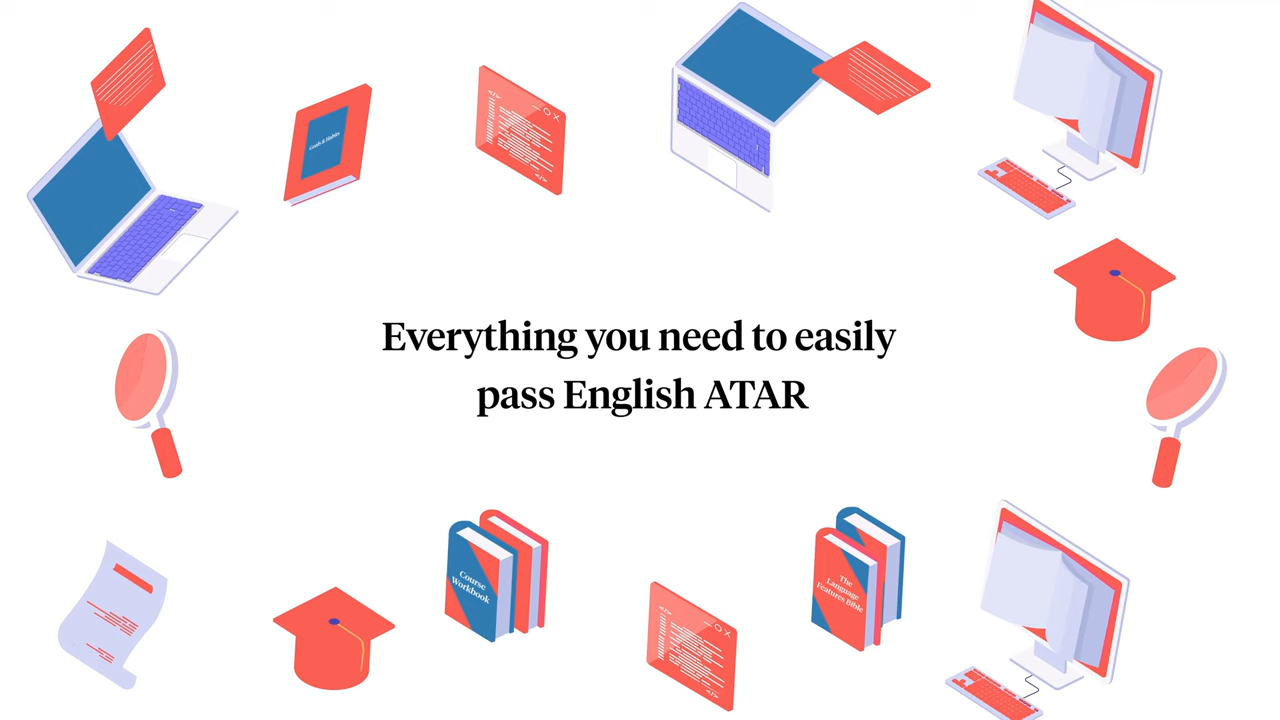 Goals & Habits
</>
— O X
</>
Everything you need to easily
pass English ATAR
Course
Workbook
The
Language
Features Bible
</>
— O X
</>